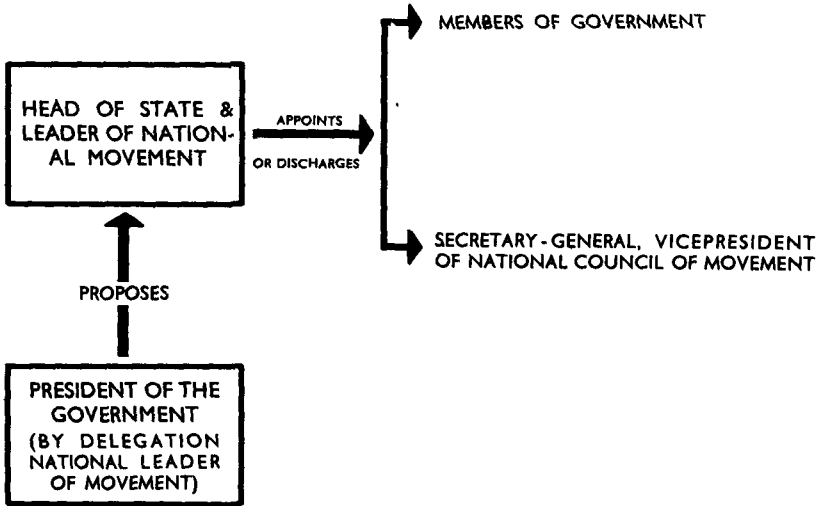 MEMBERS OF GOVERNMENT
HEAD OF STATE &
LEADER OF NATION-
AL MOVEMENT
APPOINTS
OR DISCHARGES
SECRETARY-GENERAL, VICEPRESIDENT
OF NATIONAL COUNCIL OF MOVEMENT
PROPOSES
PRESIDENT OF THE
GOVERNMENT
(BY DELEGATION
NATIONAL LEADER
OF MOVEMENT)